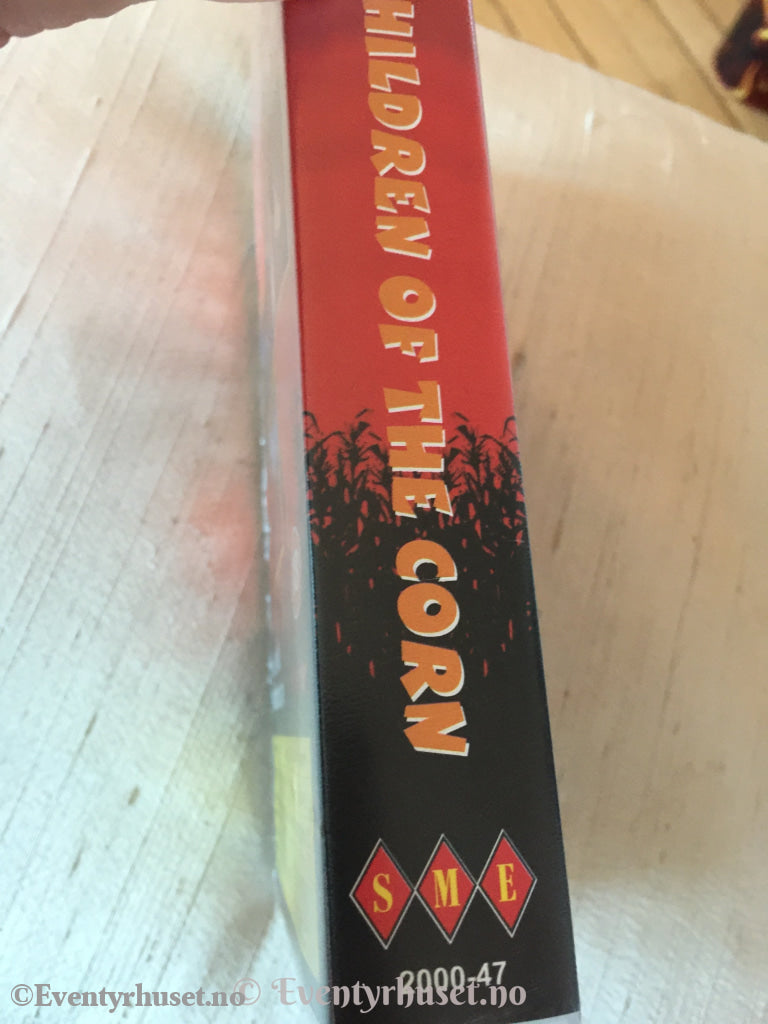 HILDREN OF THE CORN
S M E
2000-47
©Eventyrhuset.no
© Eventyrhuset.no